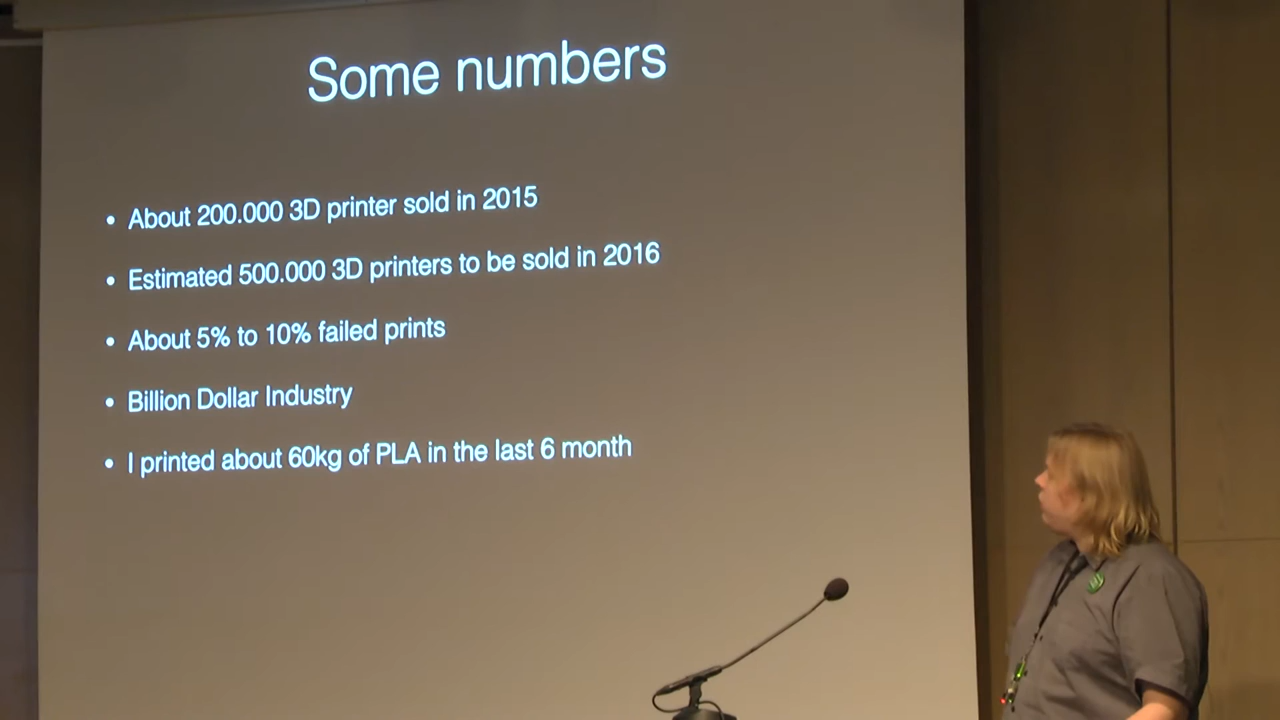 Some numbers
• About 200.000 3D printer sold in 2015
• Estimated 500.000 3D printers to be sold in 2016
• About 5% to 10% failed prints
• Billion Dollar Industry
• I printed about 60kg of PLA in the last 6 month